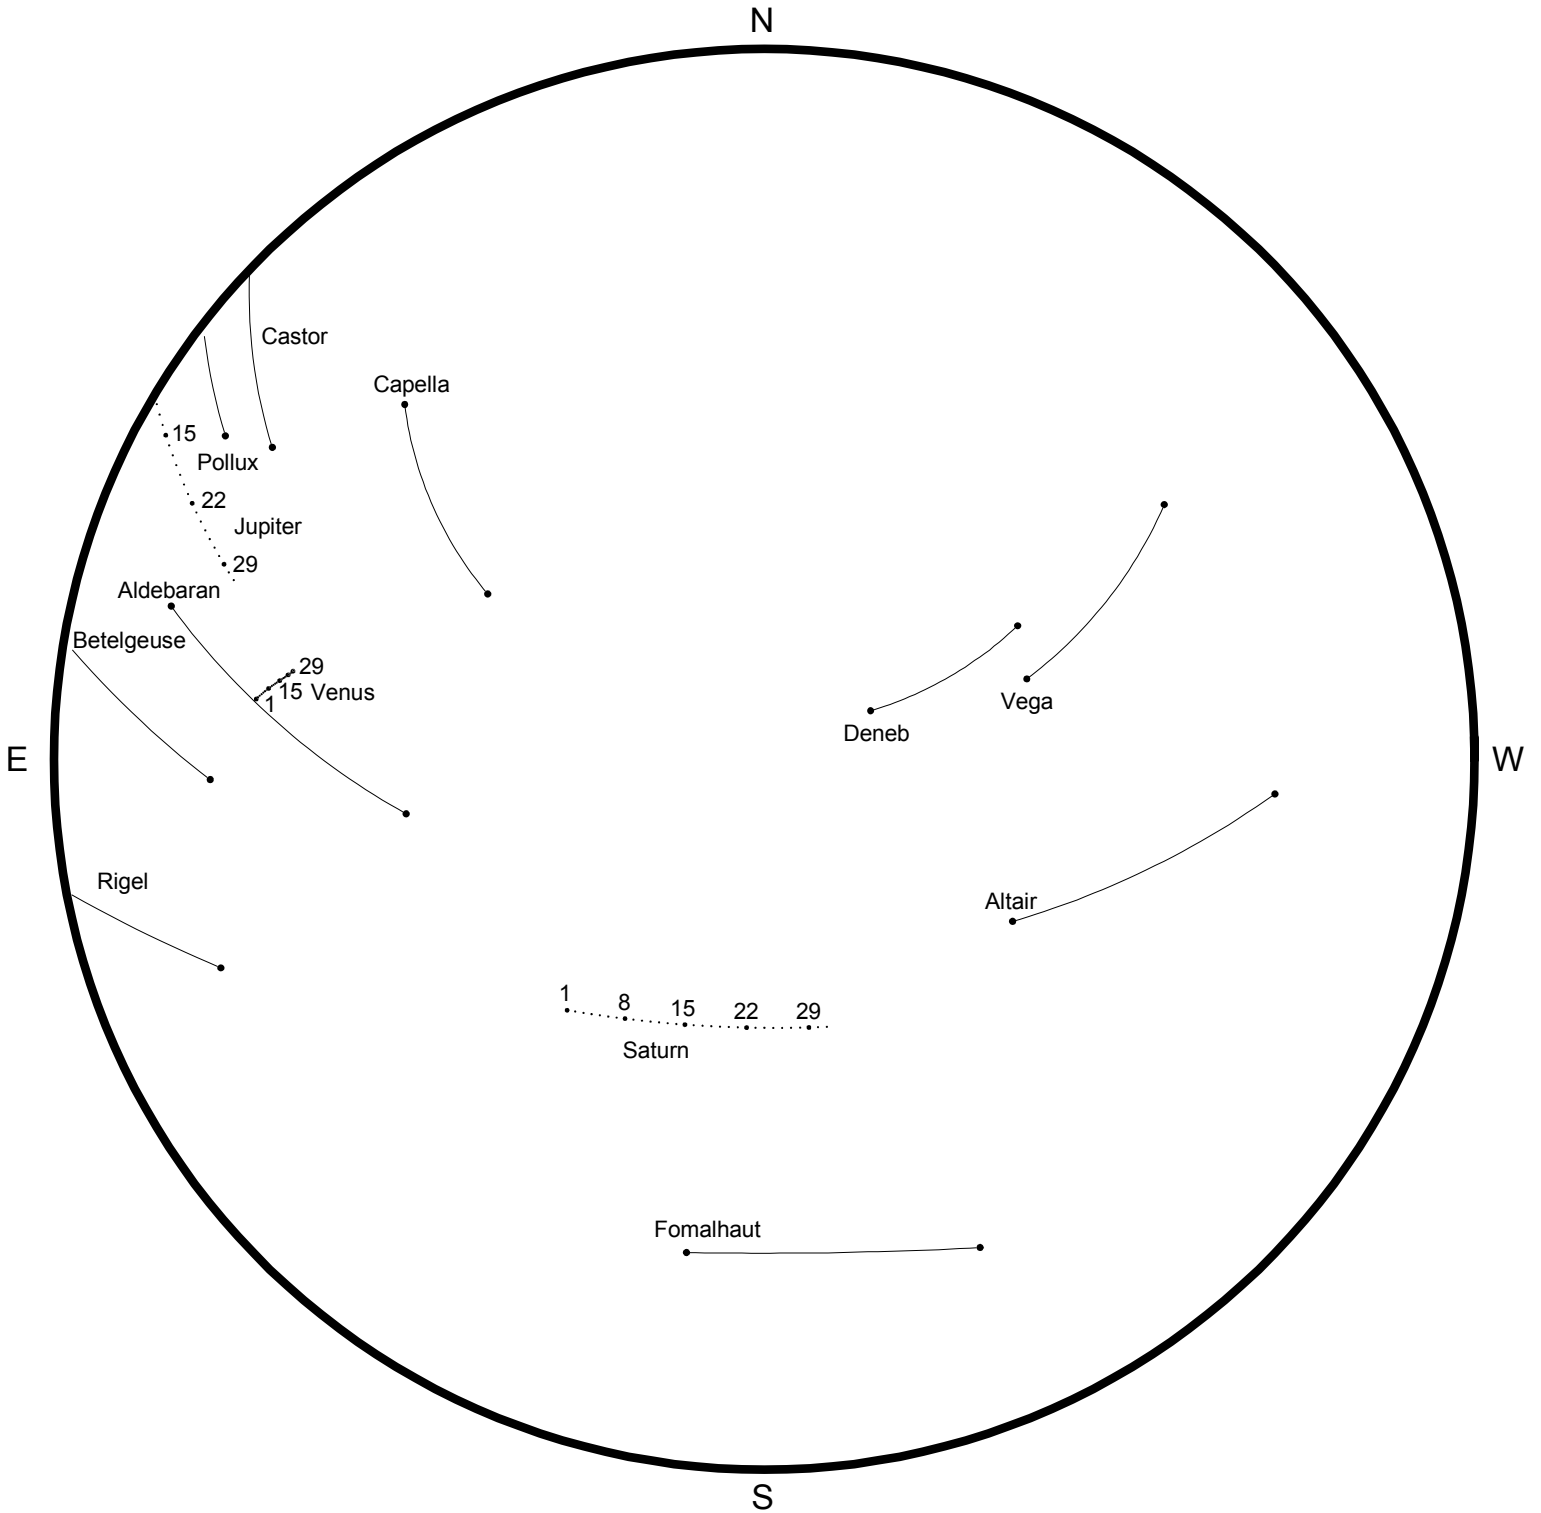 N
Castor
Capella
15
Pollux
22
Jupiter
29
Aldebaran
Betelgeuse
29
15 Venus
1
Vega
Deneb
E
W
Rigel
Altair
1
8
15
22
29
Saturn
Fomalhaut
S